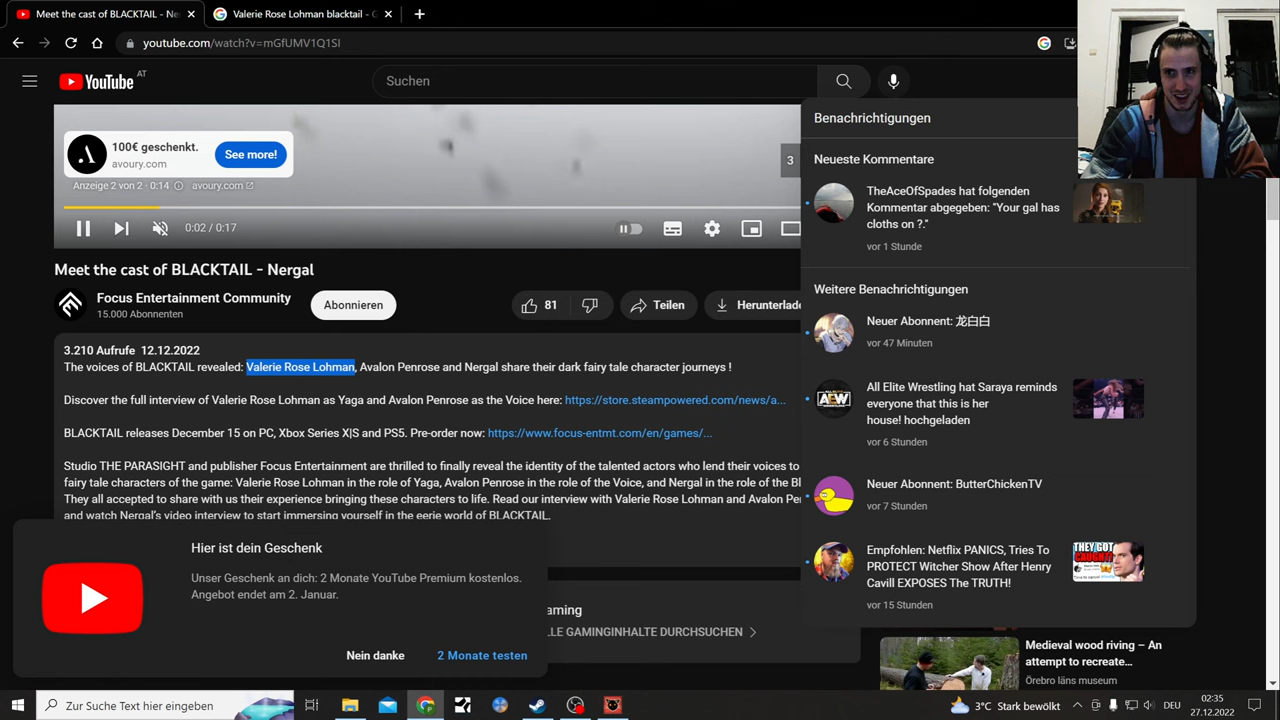 Meet the cast of BLACKTAIL - Ne
Valerie Rose Lohman blacktail - G
youtube.com/watch?v=mGfUMV1Q1SI
YouTube AT
Suchen
100€ geschenkt.
avoury.com
See more!
Anzeige 2 von 2 · 0:14
avoury.com
3
0:02 / 0:17
Meet the cast of BLACKTAIL - Nergal
Focus Entertainment Community
15.000 Abonnenten
Abonnieren
81
Teilen
Herunterlade
3.210 Aufrufe 12.12.2022
The voices of BLACKTAIL revealed: Valerie Rose Lohman, Avalon Penrose and Nergal share their dark fairy tale character journeys !
Discover the full interview of Valerie Rose Lohman as Yaga and Avalon Penrose as the Voice here: https://store.steampowered.com/news/a...
BLACKTAIL releases December 15 on PC, Xbox Series X|S and PS5. Pre-order now: https://www.focus-entmt.com/en/games/...
Studio THE PARASIGHT and publisher Focus Entertainment are thrilled to finally reveal the identity of the talented actors who lend their voices to
fairy tale characters of the game: Valerie Rose Lohman in the role of Yaga, Avalon Penrose in the role of the Voice, and Nergal in the role of the Bl
They all accepted to share with us their experience bringing these characters to life. Read our interview with Valerie Rose Lohman and Avalon Pen
and watch Nergal's video interview to start immersing yourself in the eerie world of BLACKTAIL.
aming
LLE GAMINGINHALTE DURCHSUCHEN
Hier ist dein Geschenk
Unser Geschenk an dich: 2 Monate YouTube Premium kostenlos.
Angebot endet am 2. Januar.
Nein danke
2 Monate testen
Benachrichtigungen
Neueste Kommentare
TheAceOfSpades hat folgenden
Kommentar abgegeben: "Your gal has
cloths on ?."
vor 1 Stunde
Weitere Benachrichtigungen
Neuer Abonnent: 龙白白
vor 47 Minuten
All Elite Wrestling hat Saraya reminds
everyone that this is her
house! hochgeladen
vor 6 Stunden
AEW
Neuer Abonnent: ButterChickenTV
vor 7 Stunden
Empfohlen: Netflix PANICS, Tries To
PROTECT Witcher Show After Henry
Cavill EXPOSES The TRUTH!
vor 15 Stunden
THEY GOT
CAUGHT!
Medieval wood riving – An
attempt to recreate…
Örebro läns museum
Zur Suche Text hier eingeben
3°C Stark bewölkt
DEU
02:35
27.12.2022